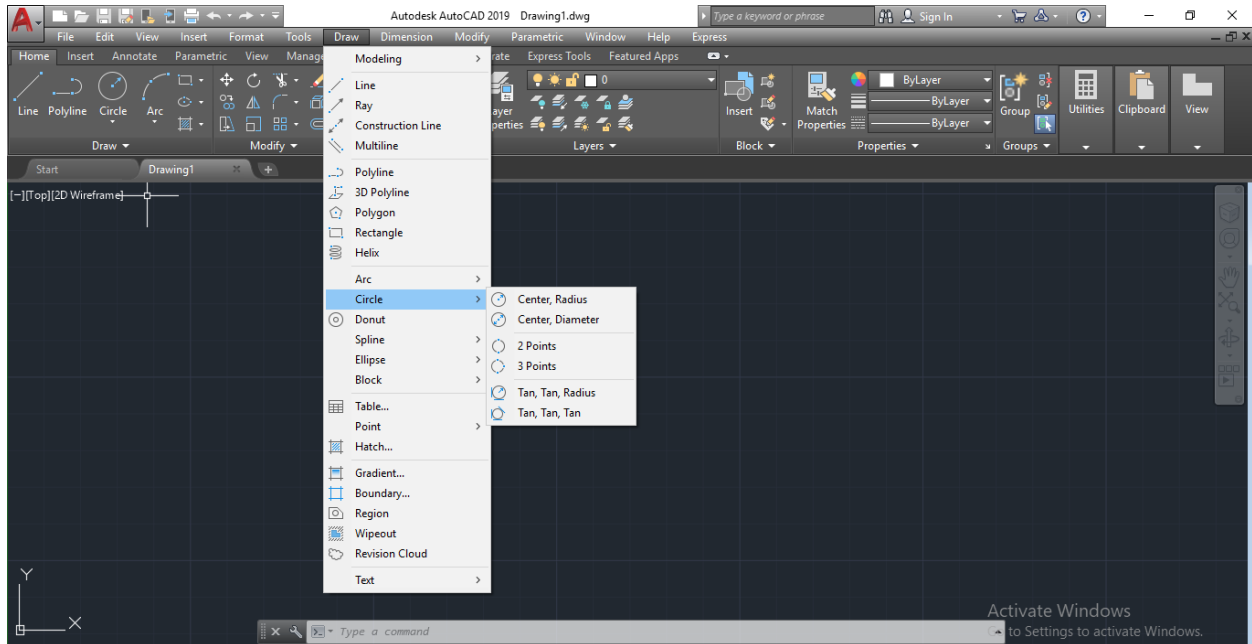 Autodesk AutoCAD 2019 Drawing1.dwg
Type a keyword or phrase
Sign In
File Edit View Insert Format Tools Draw Dimension Modify Parametric Window Help Express
Home Insert Annotate Parametric View Manage
Express Tools Featured Apps
Line Polyline Circle Arc
0
Insert
Match
Properties
ByLayer
ByLayer
ByLayer
Group
Utilities Clipboard View
Draw Modify Layers Block Properties Groups
Start Drawing1
[−][Top][2D Wireframe]
Modeling
Line
Ray
Construction Line
Multiline
Polyline
3D Polyline
Polygon
Rectangle
Helix
Arc
Circle
Donut
Spline
Ellipse
Block
Table...
Point
Hatch...
Gradient...
Boundary...
Region
Wipeout
Revision Cloud
Text
Center, Radius
Center, Diameter
2 Points
3 Points
Tan, Tan, Radius
Tan, Tan, Tan
Y
X
Type a command
Activate Windows
to Settings to activate Windows.